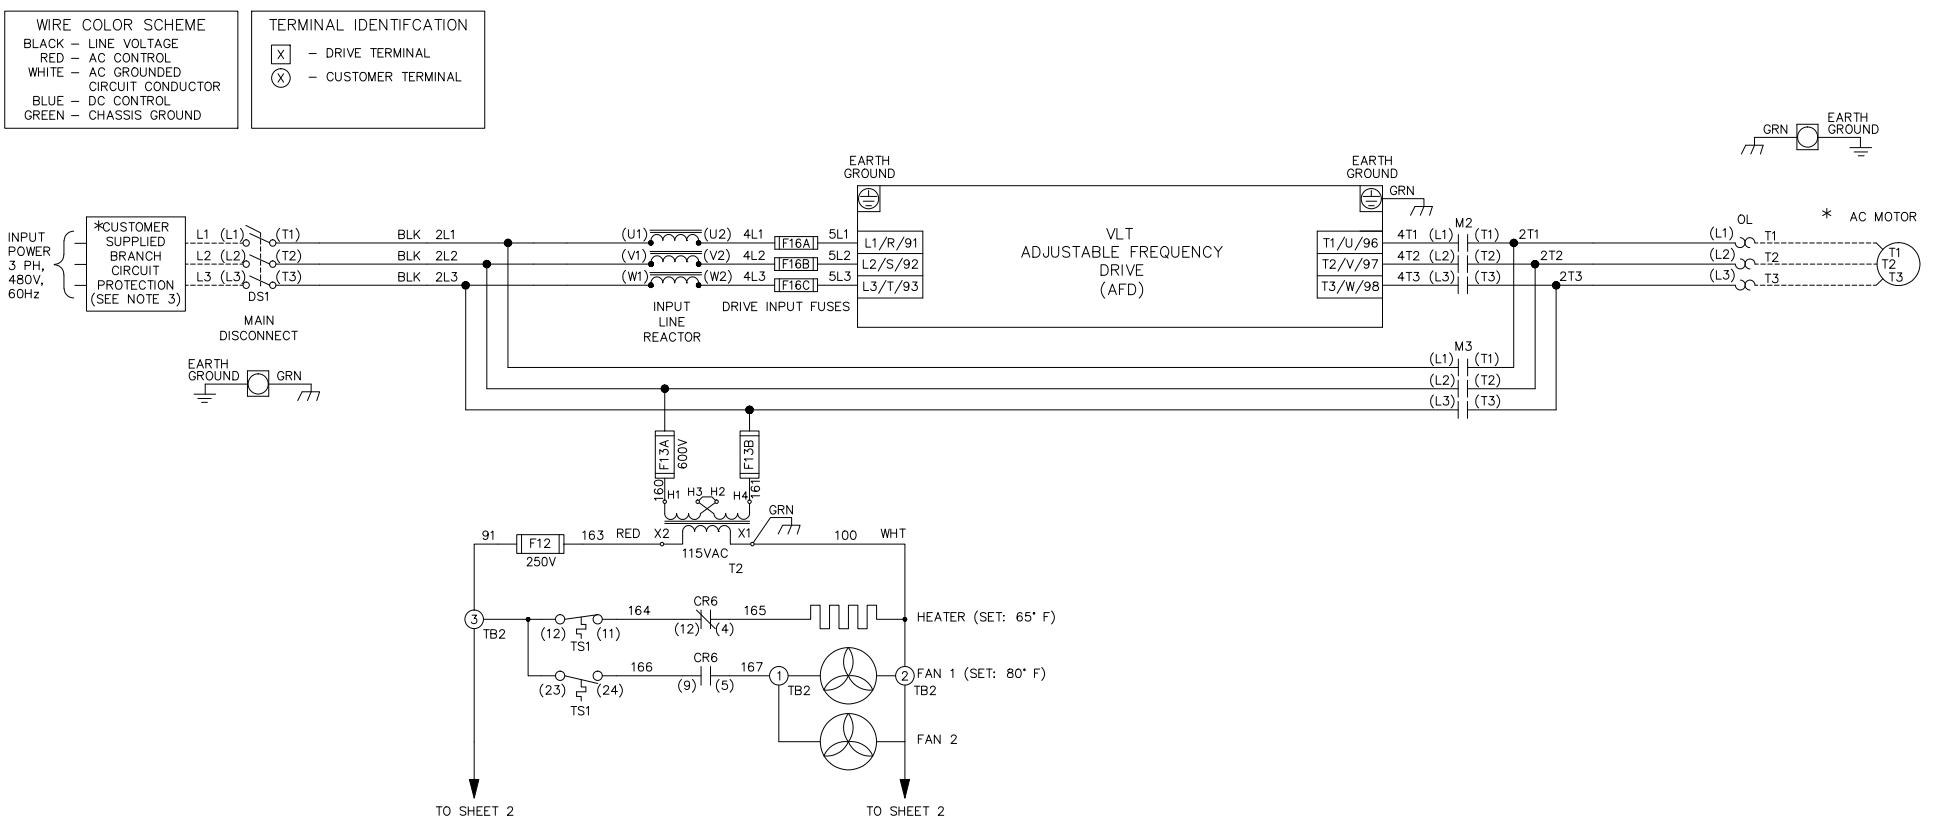 WIRE COLOR SCHEME
BLACK – LINE VOLTAGE
RED – AC CONTROL
WHITE – AC GROUNDED
CIRCUIT CONDUCTOR
BLUE – DC CONTROL
GREEN – CHASSIS GROUND
TERMINAL IDENTIFCATION
X – DRIVE TERMINAL
X – CUSTOMER TERMINAL
GRN
EARTH
GROUND
INPUT
POWER
3 PH,
480V,
60Hz
*CUSTOMER
SUPPLIED
BRANCH
CIRCUIT
PROTECTION
(SEE NOTE 3)
L1 (L1) (T1) BLK 2L1 (U1) (U2) 4L1 F16A 5L1 L1/R/91
L2 (L2) (T2) BLK 2L2 (V1) (V2) 4L2 F16B 5L2 L2/S/92
L3 (L3) (T3) BLK 2L3 (W1) (W2) 4L3 F16C 5L3 L3/T/93
DS1
MAIN
DISCONNECT
INPUT
LINE
REACTOR
DRIVE INPUT FUSES
EARTH
GROUND
VLT
ADJUSTABLE FREQUENCY
DRIVE
(AFD)
EARTH
GROUND
GRN
M2
OL
* AC MOTOR
T1/U/96 4T1 (L1) (T1) 2T1 (L1) T1
T2/V/97 4T2 (L2) (T2) 2T2 (L2) T2
T3/W/98 4T3 (L3) (T3) 2T3 (L3) T3
T1
T2
T3
EARTH
GROUND
GRN
M3
(L1) (T1)
(L2) (T2)
(L3) (T3)
F13A
600V
F13B
160
161
H1 H3 H2 H4
GRN
91 F12 163 RED X2 X1 100 WHT
250V
115VAC
T2
3
TB2
(12) (11)
TS1
164
CR6
(12) (4)
165
HEATER (SET: 65° F)
(23) (24)
TS1
166
CR6
(9) (5)
167
1
TB2
2
TB2
FAN 1 (SET: 80° F)
FAN 2
TO SHEET 2
TO SHEET 2